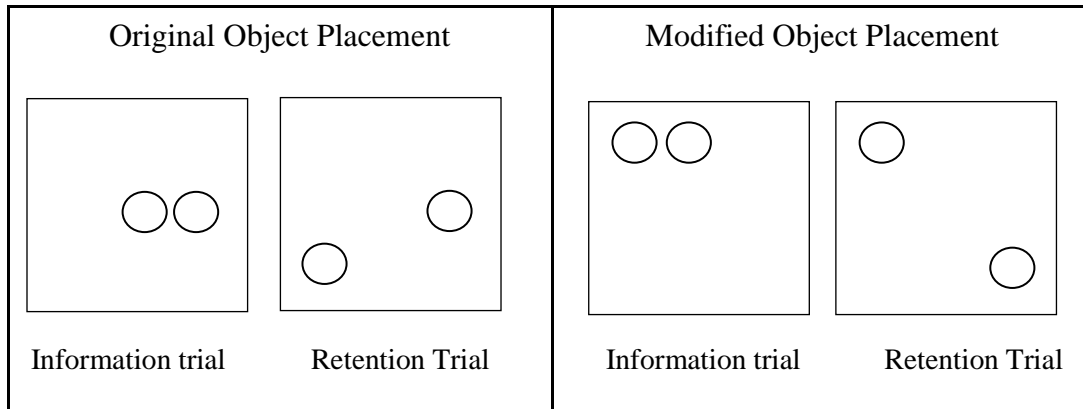 Original Object Placement
Modified Object Placement
Information trial
Retention Trial
Information trial
Retention Trial